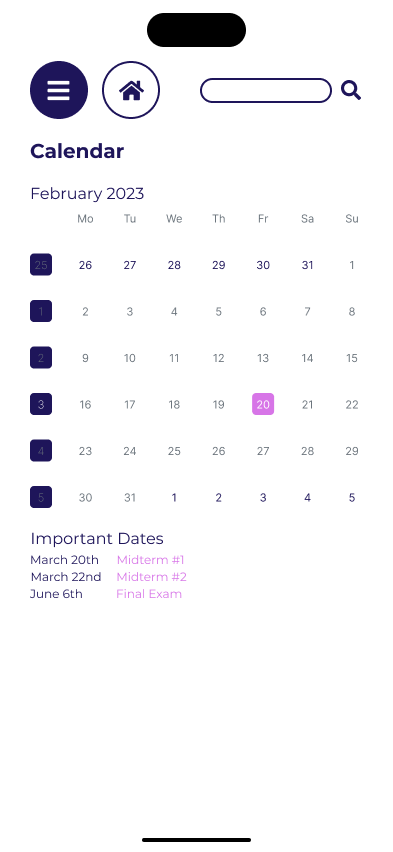 Calendar
February 2023
Mo Tu We Th Fr Sa Su
25 26 27 28 29 30 31 1
1 2 3 4 5 6 7 8
2 9 10 11 12 13 14 15
3 16 17 18 19 20 21 22
4 23 24 25 26 27 28 29
5 30 31 1 2 3 4 5
Important Dates
March 20th Midterm #1
March 22nd Midterm #2
June 6th Final Exam